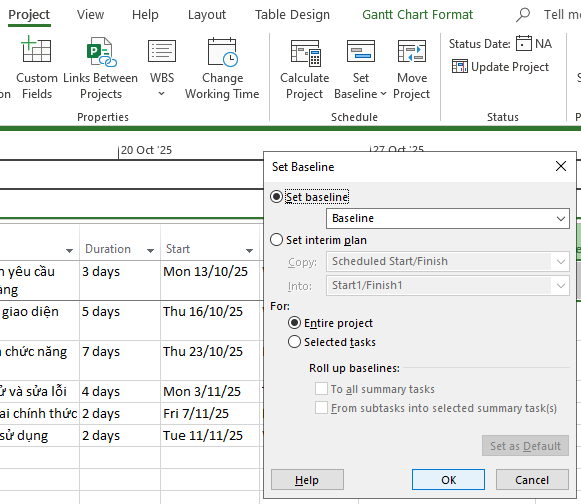 Project View Help Layout Table Design Gantt Chart Format Tell
Custom Fields
Links Between Projects
WBS
Change Working Time
Calculate Project
Set Baseline
Move Project
Status Date: NA
Update Project
Properties Schedule Status
20 Oct '25 27 Oct '25
Set Baseline
Set baseline
Baseline
Set interim plan
Copy: Scheduled Start/Finish
Into: Start1/Finish1
For:
Entire project
Selected tasks
Roll up baselines:
To all summary tasks
From subtasks into selected summary task(s)
Set as Default
Help OK Cancel
Duration Start
yêu cầu 3 days Mon 13/10/25
giao diện 5 days Thu 16/10/25
chức năng 7 days Thu 23/10/25
và sửa lỗi 4 days Mon 3/11/25
chính thức 2 days Fri 7/11/25
sử dụng 2 days Tue 11/11/25